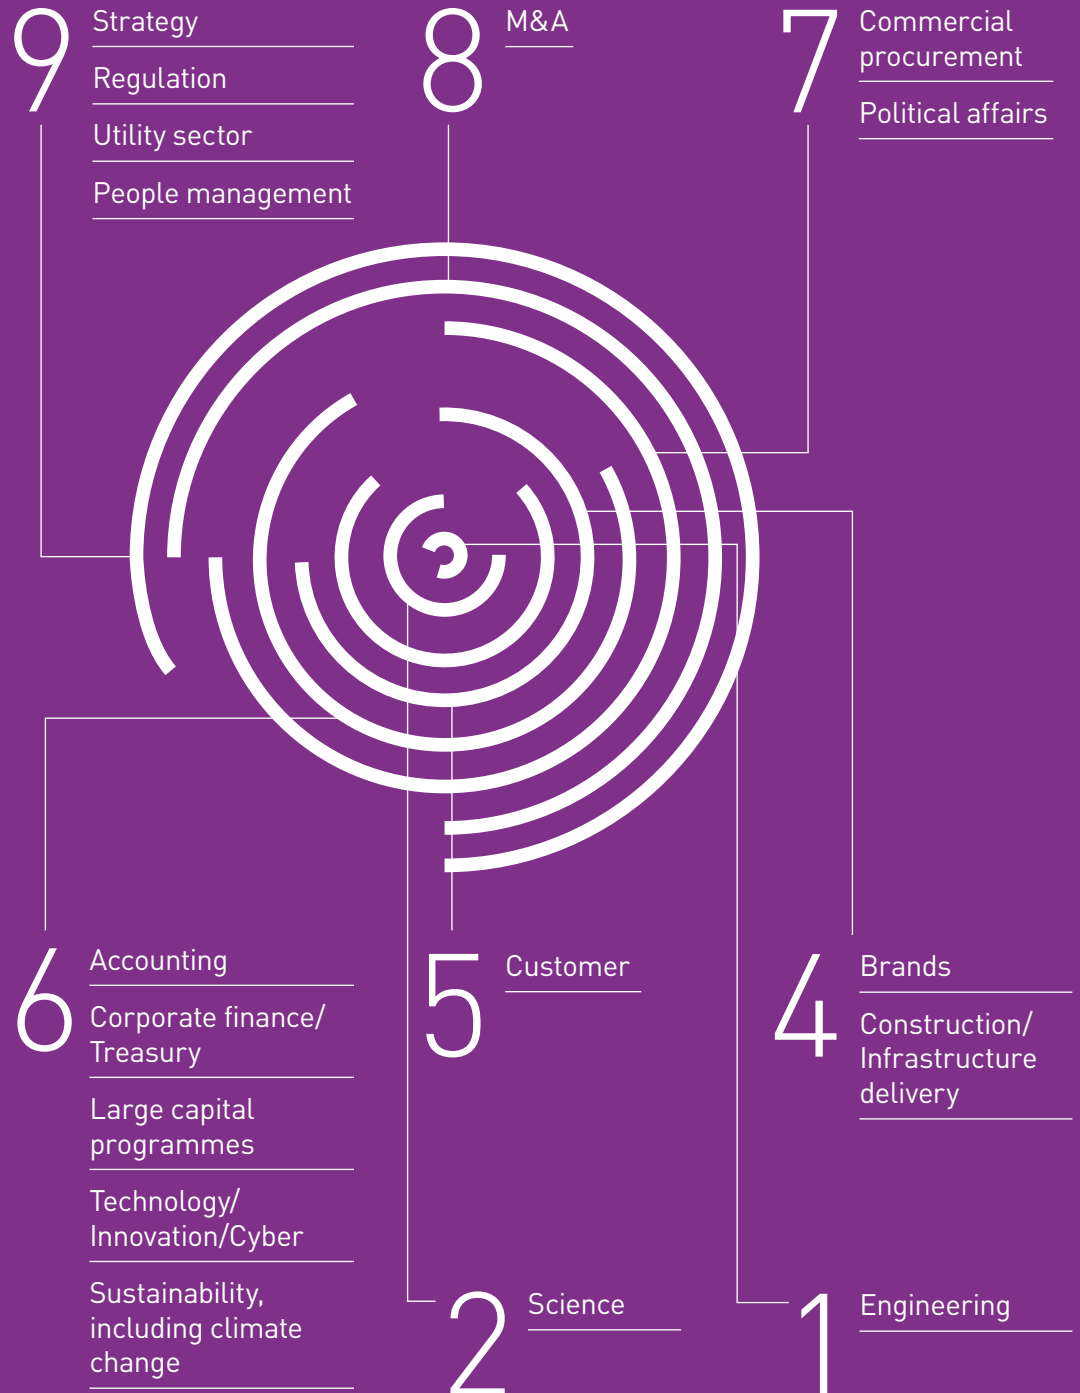 9
Strategy
Regulation
Utility sector
People management
8
M&A
7
Commercial
procurement
Political affairs
6
Accounting
Corporate finance/
Treasury
Large capital
programmes
Technology/
Innovation/Cyber
Sustainability,
including climate
change
5
Customer
4
Brands
Construction/
Infrastructure
delivery
2
Science
1
Engineering